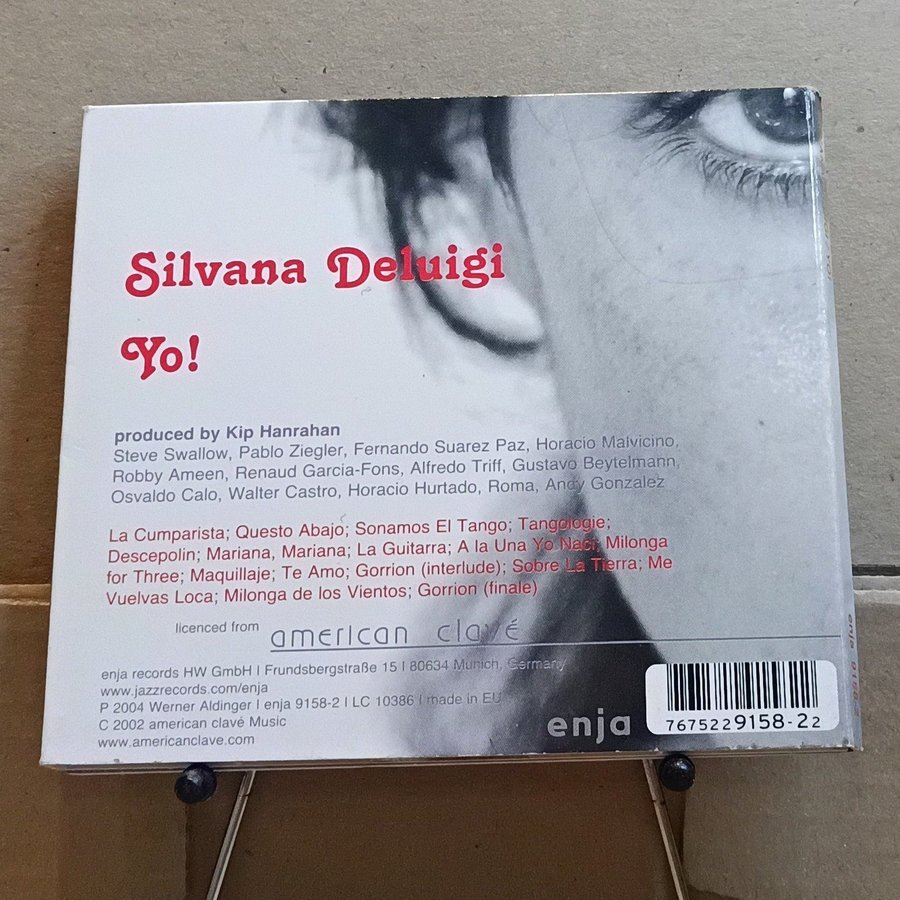 Silvana Deluigi
Yo!
produced by Kip Hanrahan
Steve Swallow, Pablo Ziegler, Fernando Suarez Paz, Horacio Malvicino,
Robby Ameen, Renaud Garcia-Fons, Alfredo Triff, Gustavo Beytelmann,
Osvaldo Calo, Walter Castro, Horacio Hurtado, Roma, Andy Gonzalez
La Cumparista; Questo Abajo; Sonamos El Tango; Tangologie;
Descepolin; Mariana, Mariana; La Guitarra; A la Una Yo Naci; Milonga
for Three; Maquillaje; Te Amo; Gorrion (interlude); Sobre La Tierra; Me
Vuelvas Loca; Milonga de los Vientos; Gorrion (finale)
licenced from american clavé
enja records HW GmbH I Frundsbergstraße 15 I 80634 Munich, Germany
www.jazzrecords.com/enja
P 2004 Werner Aldinger I enja 9158-2 I LC 10386 I made in EU
C 2002 american clavé Music
www.americanclave.com
enja
7675229158-22
enja 9158-2